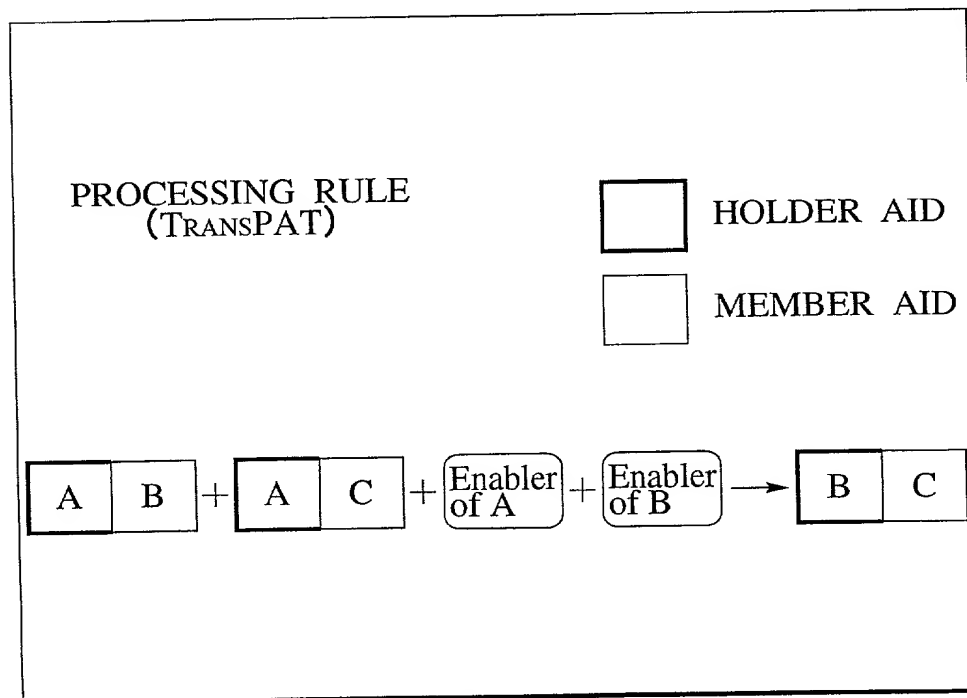 PROCESSING RULE
(TRANSPAT)
HOLDER AID
MEMBER AID
A B + A C + Enabler of A + Enabler of B → B C